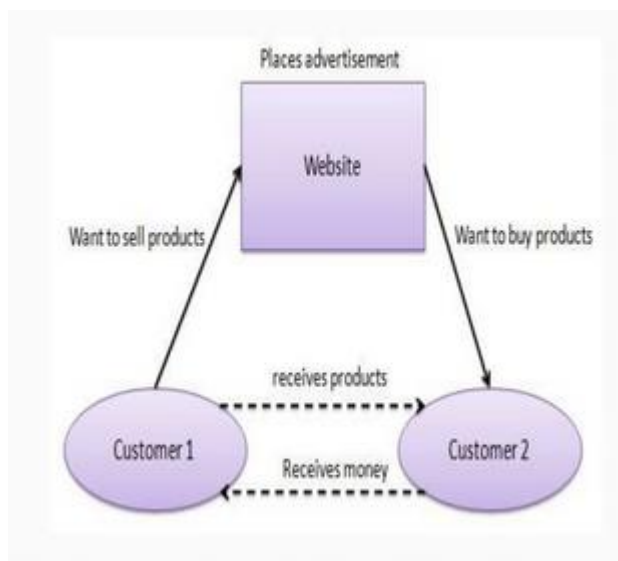 Places advertisement
Website
Want to sell products
Want to buy products
receives products
Customer 1
Customer 2
Receives money